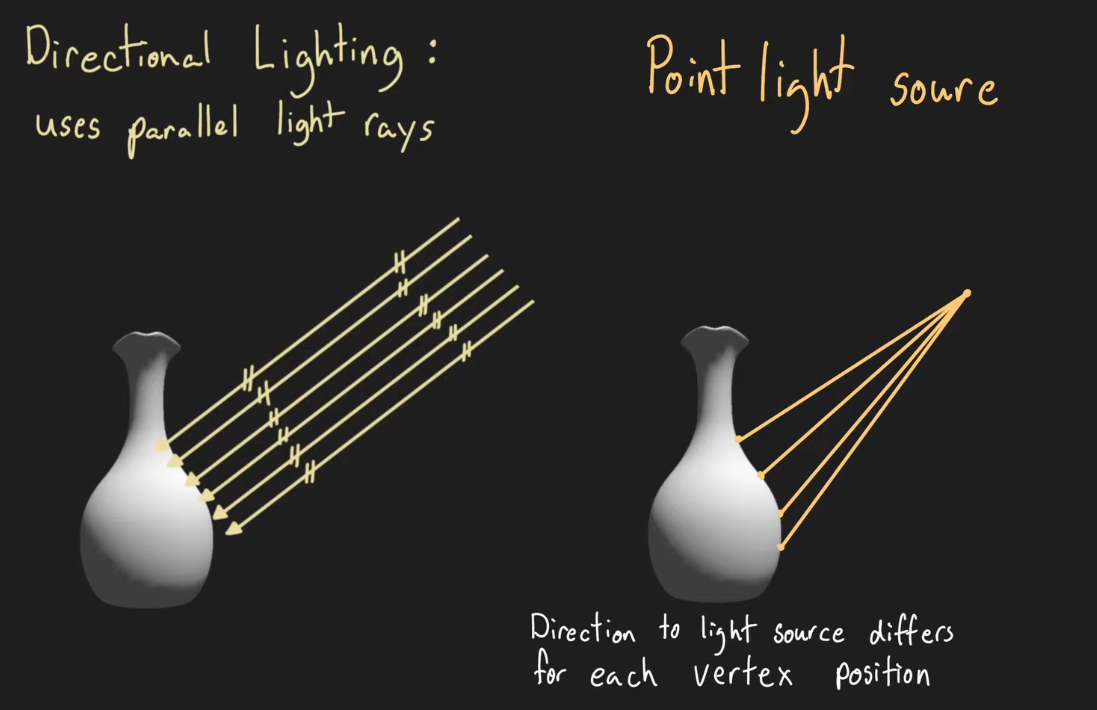 Directional Lighting:
uses parallel light rays
Point light soure
Direction to light source differs
for each vertex position